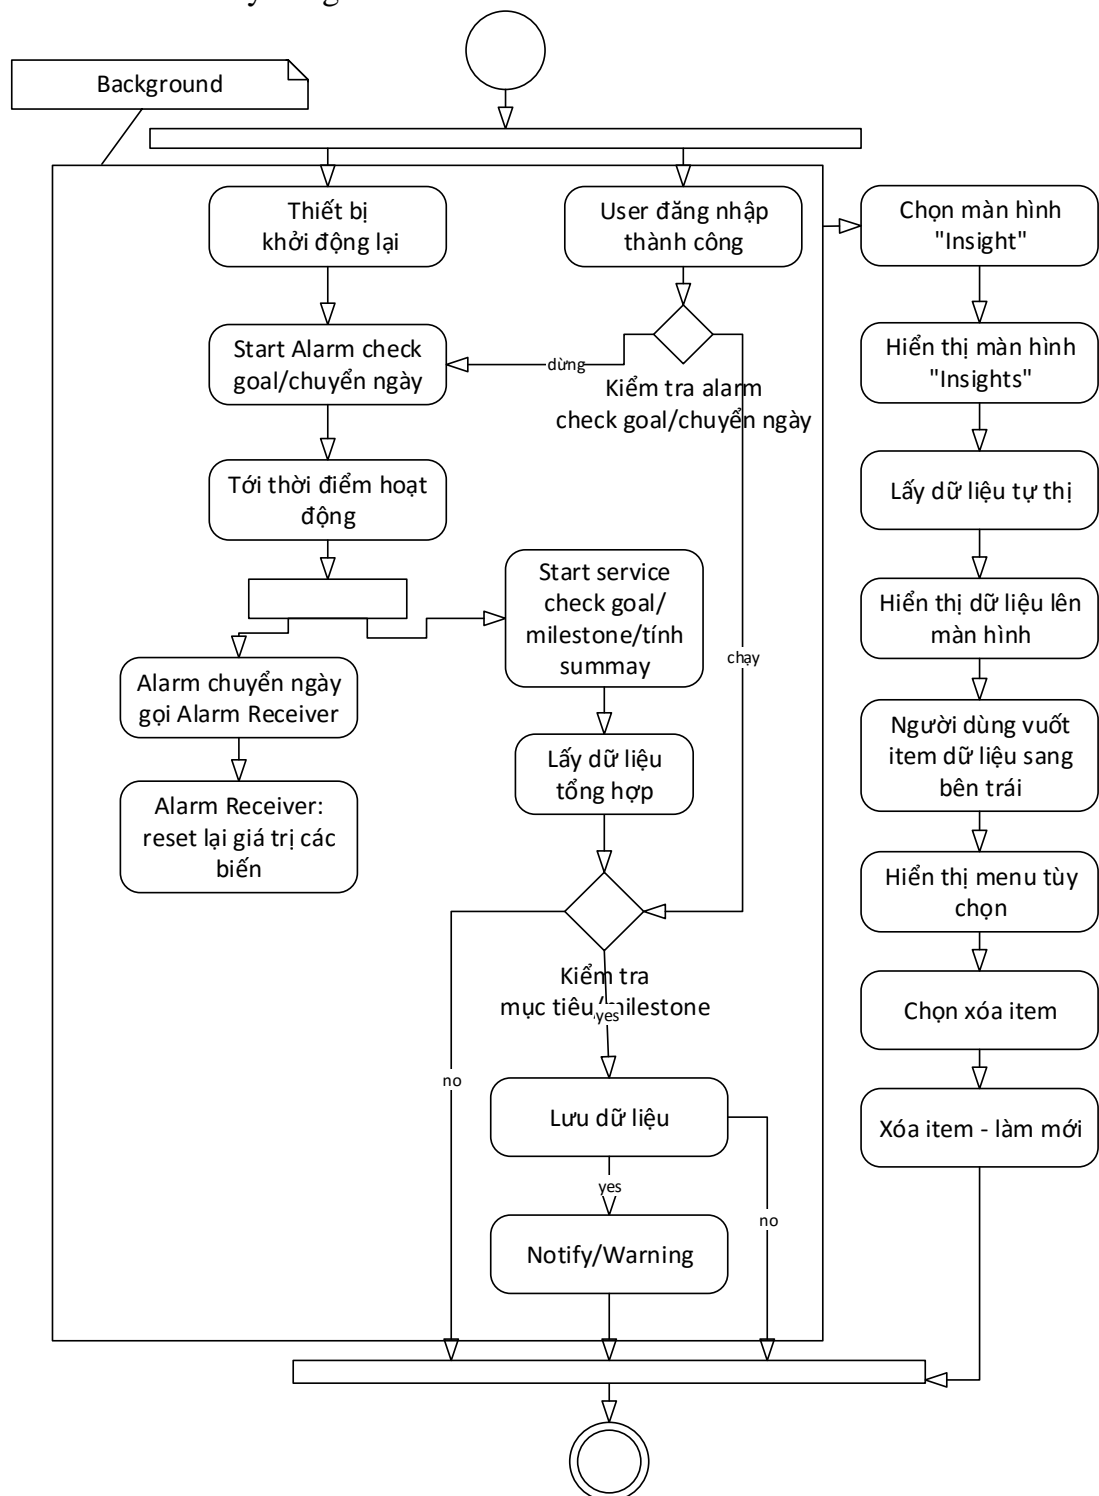 Background
Thiết bị
khởi động lại
User đăng nhập
thành công
Chọn màn hình
"Insight"
Start Alarm check
goal/chuyển ngày
dừng
Kiểm tra alarm
check goal/chuyển ngày
Hiển thị màn hình
"Insights"
Tới thời điểm hoạt
động
Lấy dữ liệu tự thị
Start service
check goal/
milestone/tính
summay
chạy
Hiển thị dữ liệu lên
màn hình
Alarm chuyển ngày
gọi Alarm Receiver
Người dùng vuốt
item dữ liệu sang
bên trái
Lấy dữ liệu
tổng hợp
Alarm Receiver:
reset lại giá trị các
biến
Hiển thị menu tùy
chọn
Kiểm tra
mục tiêu/milestone
yes
Chọn xóa item
no
Lưu dữ liệu
Xóa item - làm mới
yes
no
Notify/Warning